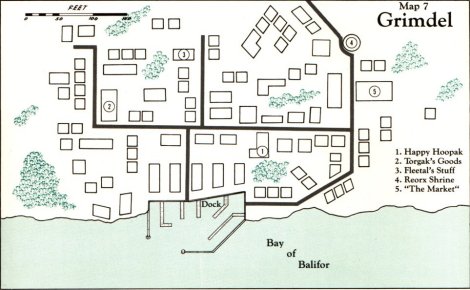 FEET
0 50 100 150
Map 7
Grimdel
3
4
2
5
1
1. Happy Hoopak
2. Torgak's Goods
3. Fleetal's Stuff
4. Reorx Shrine
5. "The Market"
Dock
Bay
of
Balifor